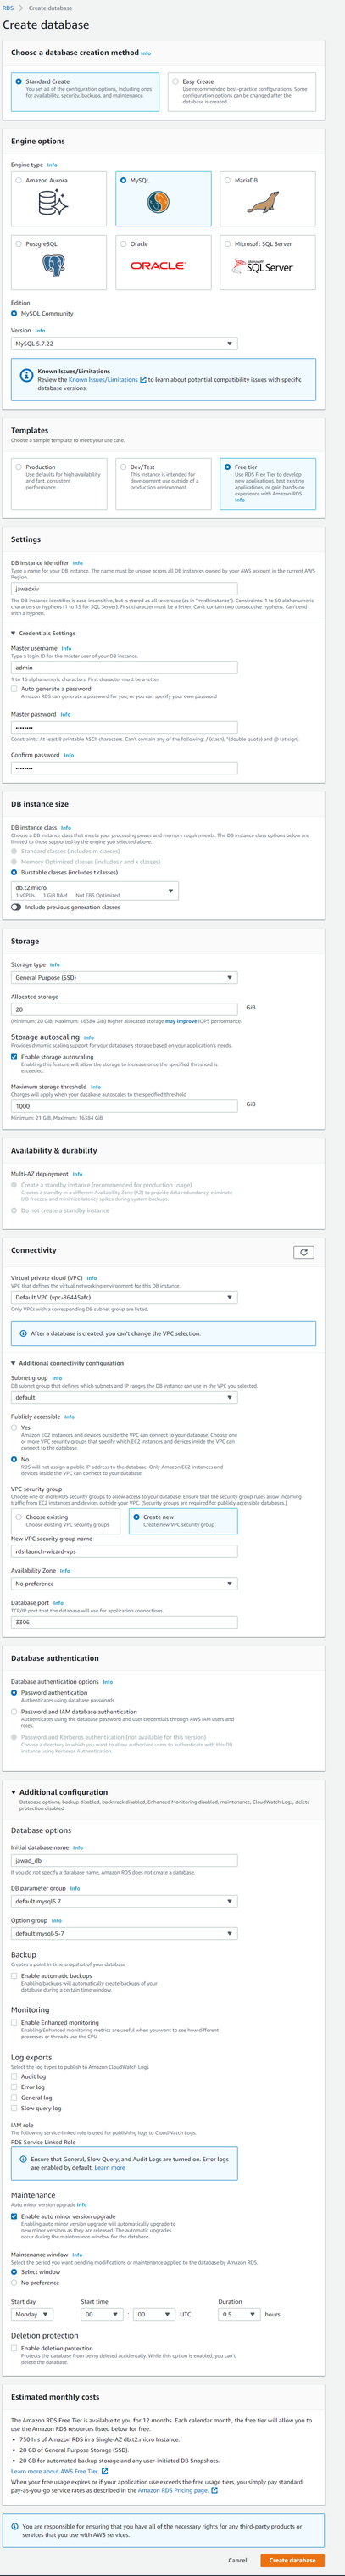 RDS > Create database
Create database
Choose a database creation method Info
Standard Create
You set all of the configuration options, including ones
for availability, security, backups, and maintenance.
Easy Create
Use recommended best-practice configurations. Some
configuration options can be changed after the
database is created.
Engine options
Engine type Info
Amazon Aurora
MySQL
MariaDB
PostgreSQL
Oracle
ORACLE
Microsoft SQL Server
Microsoft
SQL Server
Edition
MySQL Community
Version Info
MySQL 5.7.22
Known Issues/Limitations
Review the Known Issues/Limitations to learn about potential compatibility issues with specific
database versions.
Templates
Choose a sample template to meet your use case.
Production
Use defaults for high availability
and fast, consistent
performance.
Dev/Test
This instance is intended for
development use outside of a
production environment.
Free tier
Use RDS Free Tier to develop
new applications, test existing
applications, or gain hands-on
experience with Amazon RDS.
Info
Settings
DB instance identifier Info
Type a name for your DB instance. The name must be unique across all DB instances owned by your AWS account in the current AWS
Region.
jawadxiv
The DB instance identifier is case-insensitive, but is stored as all lowercase (as in "mydbinstance"). Constraints: 1 to 60 alphanumeric
characters or hyphens (1 to 15 for SQL Server). First character must be a letter. Can't contain two consecutive hyphens. Can't end
with a hyphen.
Credentials Settings
Master username Info
Type a login ID for the master user of your DB instance.
admin
1 to 16 alphanumeric characters. First character must be a letter
Auto generate a password
Amazon RDS can generate a password for you, or you can specify your own password
Master password Info
••••••••
Constraints: At least 8 printable ASCII characters. Can't contain any of the following: / (slash), "(double quote) and @ (at sign).
Confirm password Info
••••••••
DB instance size
DB instance class Info
Choose a DB instance class that meets your processing power and memory requirements. The DB instance class options below are
limited to those supported by the engine you selected above.
Standard classes (includes m classes)
Memory Optimized classes (includes r and x classes)
Burstable classes (includes t classes)
db.t2.micro
1 vCPUs 1 GiB RAM Not EBS Optimized
Include previous generation classes
Storage
Storage type Info
General Purpose (SSD)
Allocated storage
20
GiB
(Minimum: 20 GiB, Maximum: 16384 GiB) Higher allocated storage may improve IOPS performance.
Storage autoscaling Info
Provides dynamic scaling support for your database's storage based on your application's needs.
Enable storage autoscaling
Enabling this feature will allow the storage to increase once the specified threshold is
exceeded.
Maximum storage threshold Info
Charges will apply when your database autoscales to the specified threshold
1000
GiB
Minimum: 21 GiB, Maximum: 16384 GiB
Availability & durability
Multi-AZ deployment Info
Create a standby instance (recommended for production usage)
Creates a standby in a different Availability Zone (AZ) to provide data redundancy, eliminate
I/O freezes, and minimize latency spikes during system backups.
Do not create a standby instance
Connectivity
Virtual private cloud (VPC) Info
VPC that defines the virtual networking environment for this DB instance.
Default VPC (vpc-86445afc)
Only VPCs with a corresponding DB subnet group are listed.
After a database is created, you can't change the VPC selection.
Additional connectivity configuration
Subnet group Info
DB subnet group that defines which subnets and IP ranges the DB instance can use in the VPC you selected.
default
Publicly accessible Info
Yes
Amazon EC2 instances and devices outside the VPC can connect to your database. Choose one
or more VPC security groups that specify which EC2 instances and devices inside the VPC can
connect to the database.
No
RDS will not assign a public IP address to the database. Only Amazon EC2 instances and
devices inside the VPC can connect to your database.
VPC security group
Choose one or more RDS security groups to allow access to your database. Ensure that the security group rules allow incoming
traffic from EC2 instances and devices outside your VPC. (Security groups are required for publicly accessible databases.)
Choose existing
Choose existing VPC security groups
Create new
Create new VPC security group
New VPC security group name
rds-launch-wizard-vps
Availability Zone Info
No preference
Database port Info
TCP/IP port that the database will use for application connections.
3306
Database authentication
Database authentication options Info
Password authentication
Authenticates using database passwords.
Password and IAM database authentication
Authenticates using the database password and user credentials through AWS IAM users and
roles.
Password and Kerberos authentication (not available for this version)
Choose a directory in which you want to allow authorized users to authenticate with this DB
instance using Kerberos Authentication.
Additional configuration
Database options, backup disabled, backtrack disabled, Enhanced Monitoring disabled, maintenance, CloudWatch Logs, delete
protection disabled
Database options
Initial database name Info
jawad_db
If you do not specify a database name, Amazon RDS does not create a database.
DB parameter group Info
default.mysql5.7
Option group Info
default:mysql-5-7
Backup
Creates a point in time snapshot of your database
Enable automatic backups
Enabling backups will automatically create backups of your
database during a certain time window.
Monitoring
Enable Enhanced monitoring
Enabling Enhanced monitoring metrics are useful when you want to see how different
processes or threads use the CPU
Log exports
Select the log types to publish to Amazon CloudWatch Logs
Audit log
Error log
General log
Slow query log
IAM role
The following service-linked role is used for publishing logs to CloudWatch Logs.
RDS Service Linked Role
Ensure that General, Slow Query, and Audit Logs are turned on. Error logs
are enabled by default. Learn more
Maintenance
Auto minor version upgrade Info
Enable auto minor version upgrade
Enabling auto minor version upgrade will automatically upgrade to
new minor versions as they are released. The automatic upgrades
occur during the maintenance window for the database.
Maintenance window Info
Select the period you want pending modifications or maintenance applied to the database by Amazon RDS.
Select window
No preference
Start day
Start time
Duration
Monday
00 : 00 UTC
0.5 hours
Deletion protection
Enable deletion protection
Protects the database from being deleted accidentally. While this option is enabled, you can't
delete the database.
Estimated monthly costs
The Amazon RDS Free Tier is available to you for 12 months. Each calendar month, the free tier will allow you to
use the Amazon RDS resources listed below for free:
• 750 hrs of Amazon RDS in a Single-AZ db.t2.micro Instance.
• 20 GB of General Purpose Storage (SSD).
• 20 GB for automated backup storage and any user-initiated DB Snapshots.
Learn more about AWS Free Tier.
When your free usage expires or if your application use exceeds the free usage tiers, you simply pay standard,
pay-as-you-go service rates as described in the Amazon RDS Pricing page.
You are responsible for ensuring that you have all of the necessary rights for any third-party products or
services that you use with AWS services.
Cancel
Create database